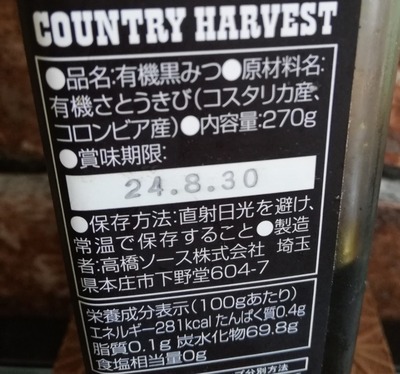 COUNTRY HARVEST
●品名:有機黒みつ●原材料名:
有機さとうきび(コスタリカ産、
コロンビア産)●内容量:270g
●賞味期限:
24.8.30
●保存方法:直射日光を避け、
常温で保存すること●製造
者:高橋ソース株式会社 埼玉
県本庄市下野堂604-7
栄養成分表示(100gあたり)
エネルギー281kcal たんぱく質0.4g
脂質0.1g 炭水化物69.8g
食塩相当量0g
プ分別方法